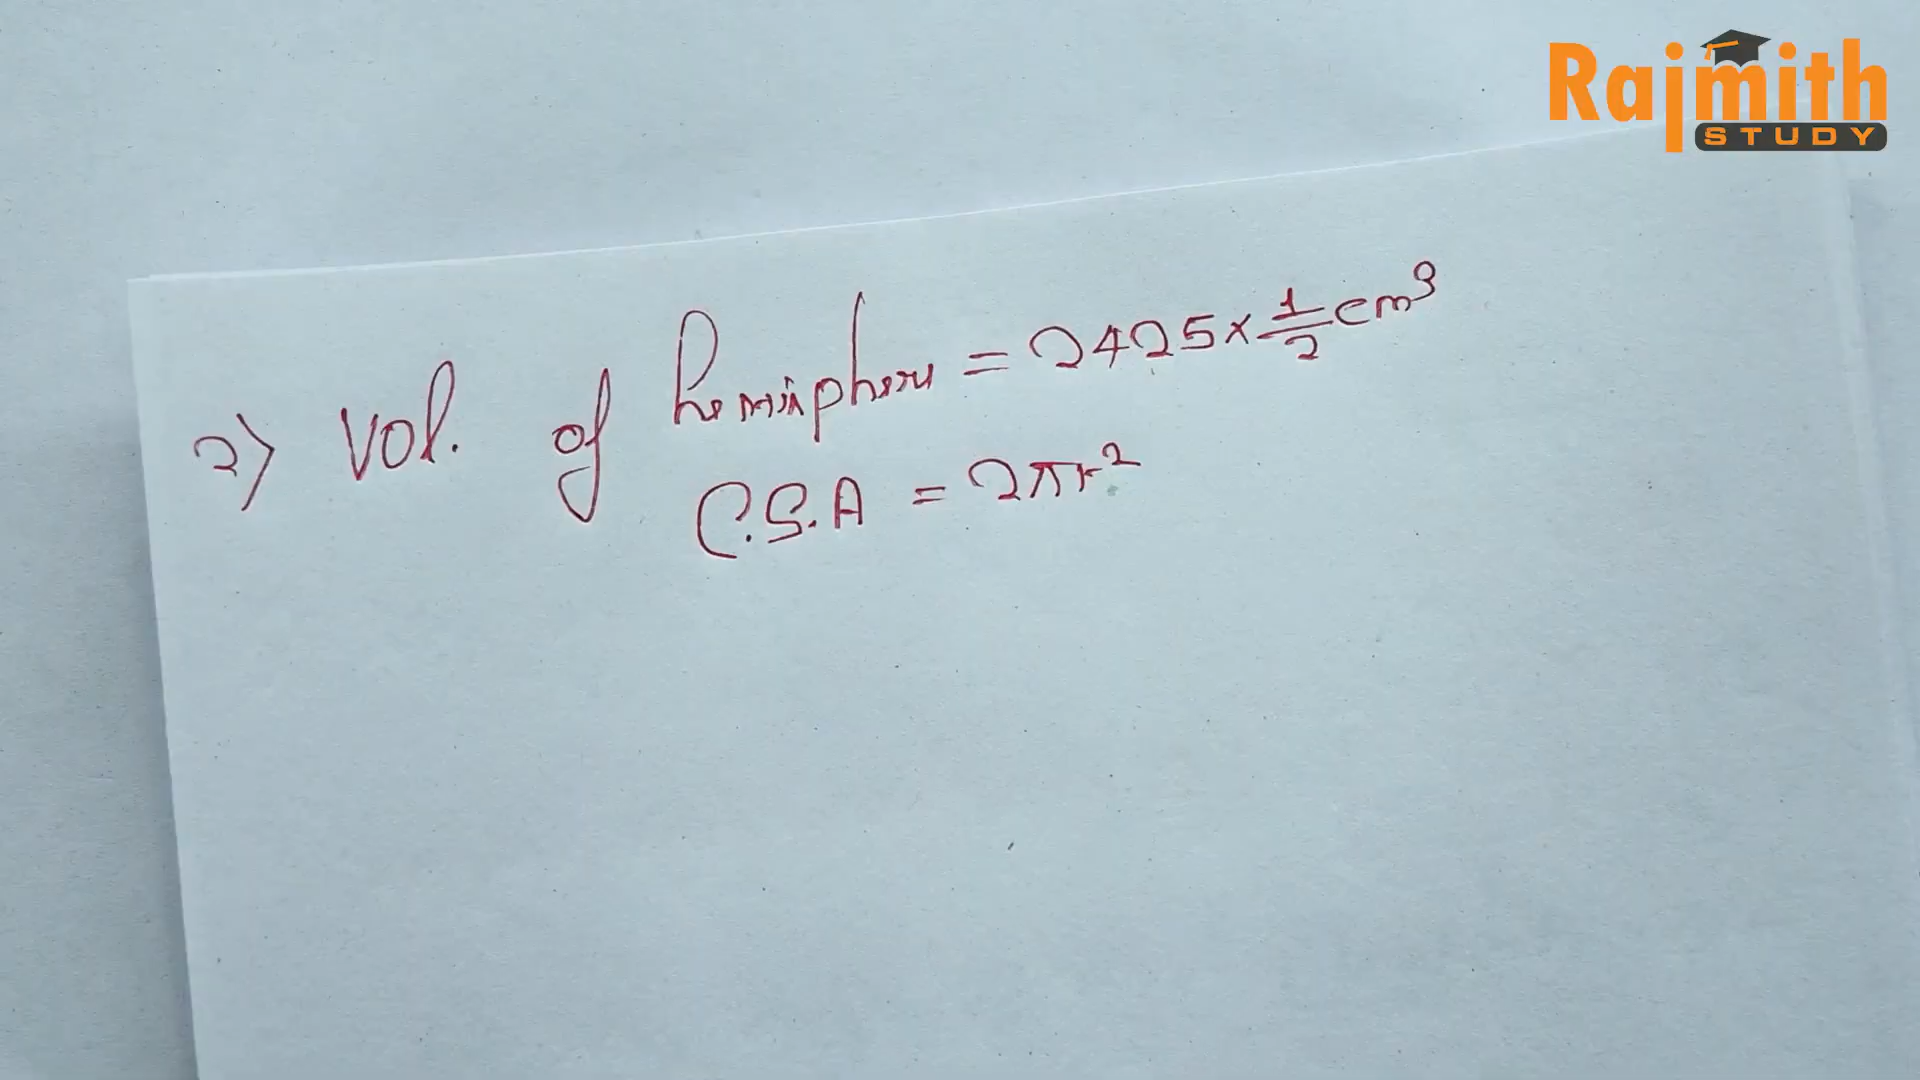 Rajmith
STUDY
2) Vol. of hemisphere = 2425 × 1/2 cm³
C.S.A = 2πr²